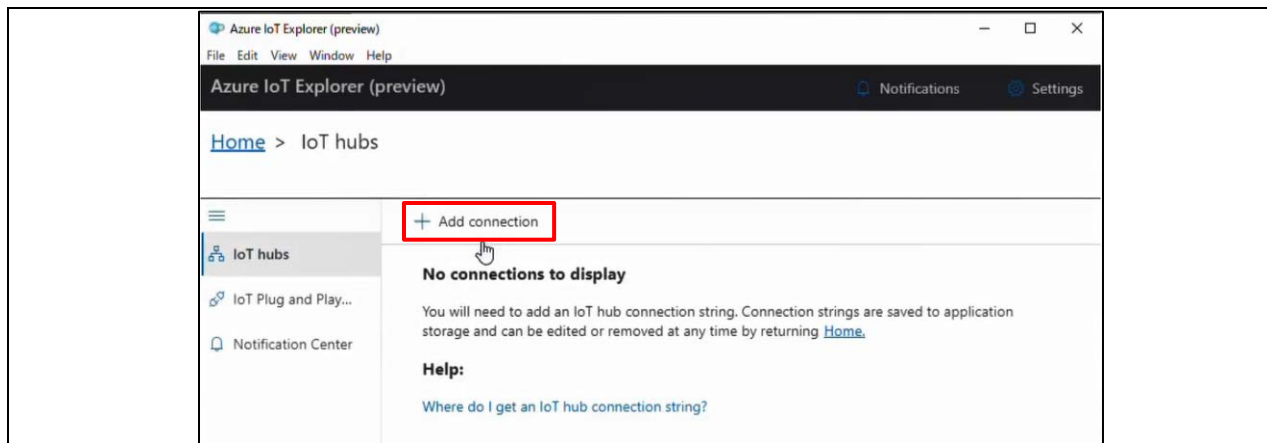 Azure IoT Explorer (preview)
File Edit View Window Help
Azure IoT Explorer (preview)
Notifications
Settings
Home > IoT hubs
+ Add connection
IoT hubs
No connections to display
IoT Plug and Play...
You will need to add an IoT hub connection string. Connection strings are saved to application
storage and can be edited or removed at any time by returning Home.
Notification Center
Help:
Where do I get an IoT hub connection string?